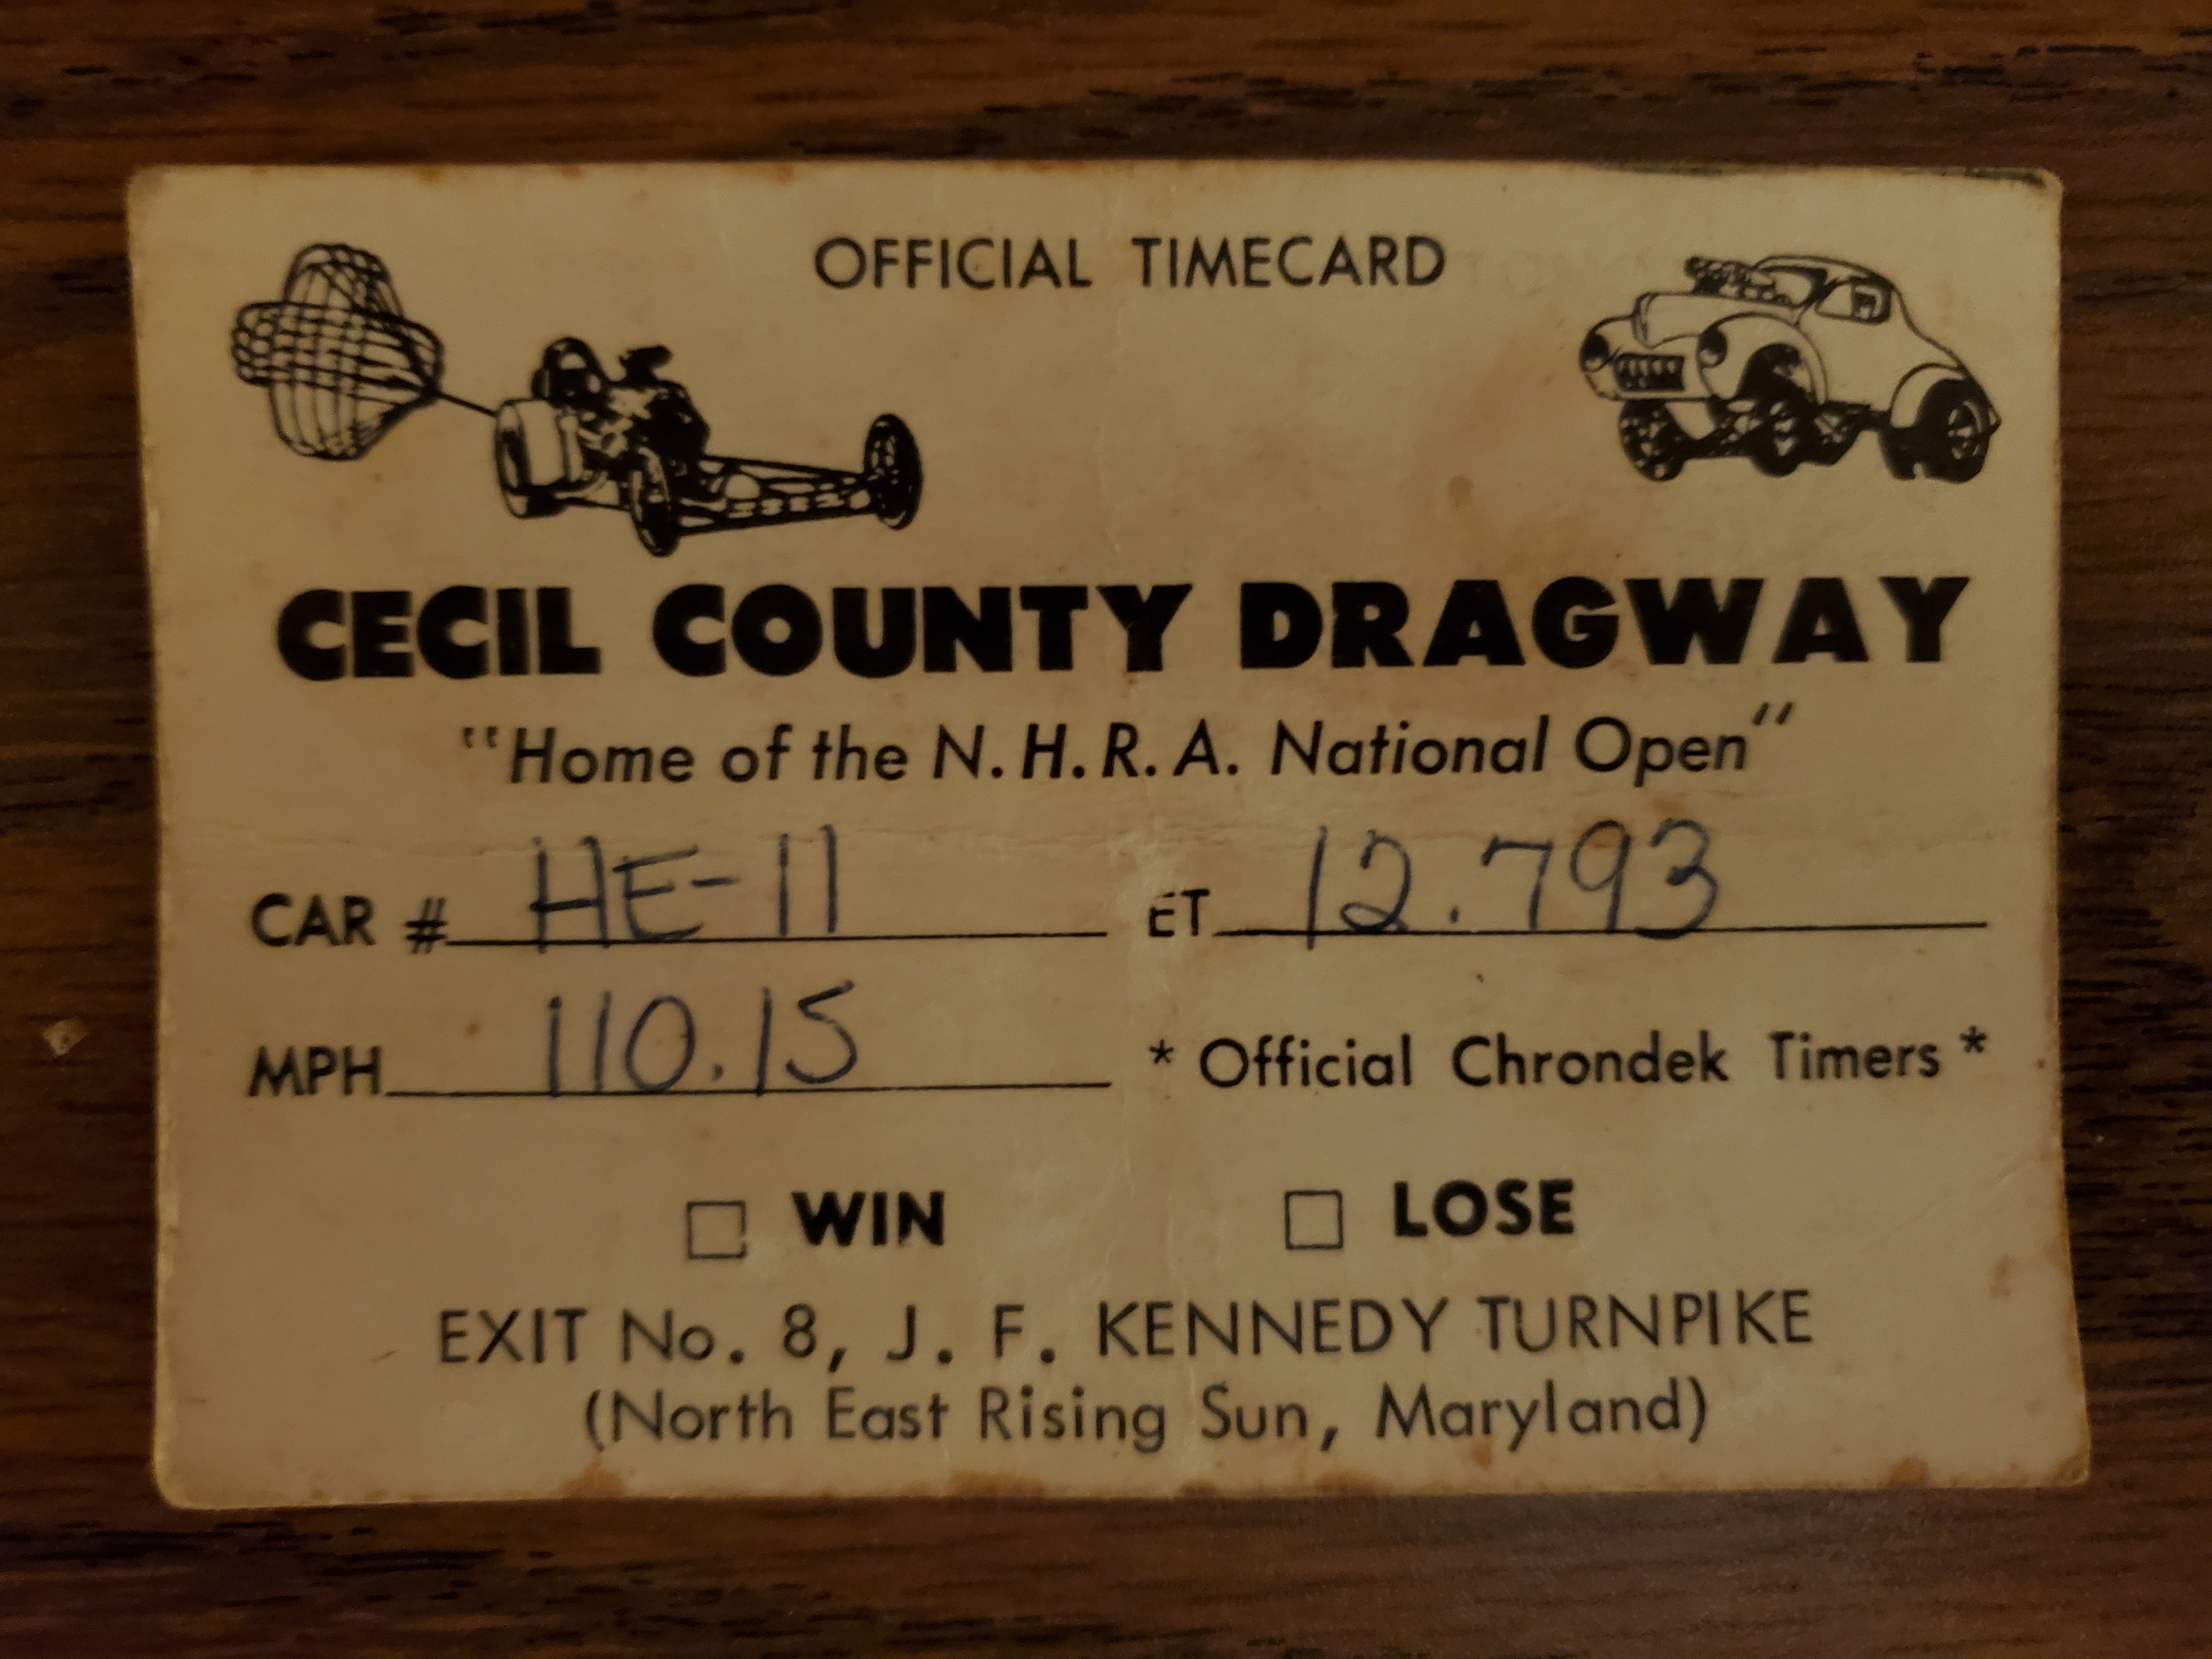 OFFICIAL TIMECARD
CECIL COUNTY DRAGWAY
"Home of the N.H.R.A. National Open"
CAR # HE-11 ET 12.793
MPH 110.15 * Official Chrondek Timers *
☐ WIN ☐ LOSE
EXIT No. 8, J. F. KENNEDY TURNPIKE
(North East Rising Sun, Maryland)